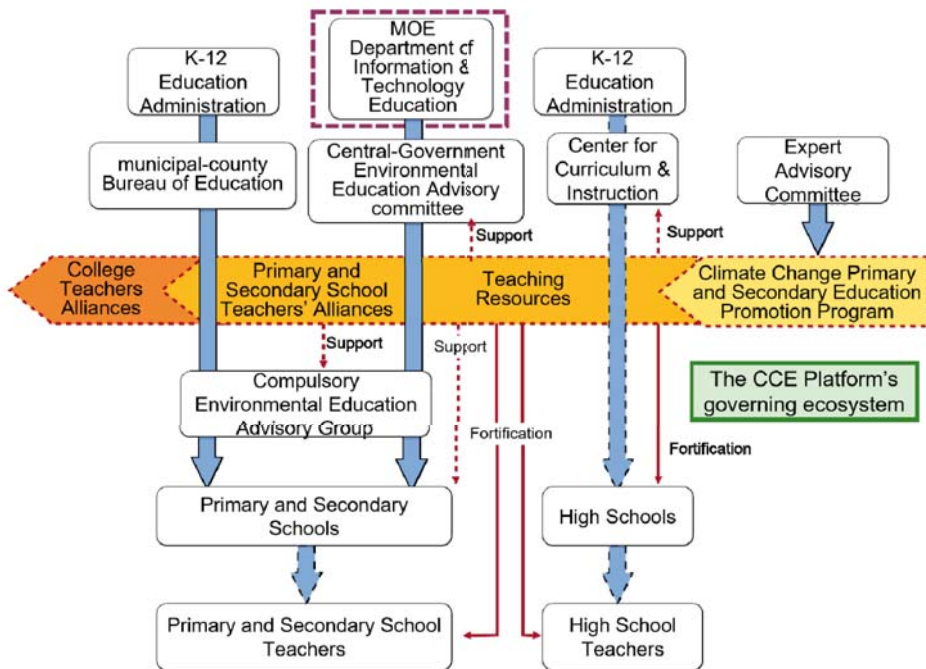 K-12
Education
Administration
MOE
Department of
Information &
Technology
Education
K-12
Education
Administration
municipal-county
Bureau of Education
Central-Government
Environmental
Education Advisory
committee
Center for
Curriculum &
Instruction
Expert
Advisory
Committee
Support
Support
College
Teachers
Alliances
Primary and
Secondary School
Teachers' Alliances
Teaching
Resources
Climate Change Primary
and Secondary Education
Promotion Program
Support
Support
Compulsory
Environmental Education
Advisory Group
The CCE Platform's
governing ecosystem
Fortification
Fortification
Primary and Secondary
Schools
High Schools
Primary and Secondary School
Teachers
High School
Teachers